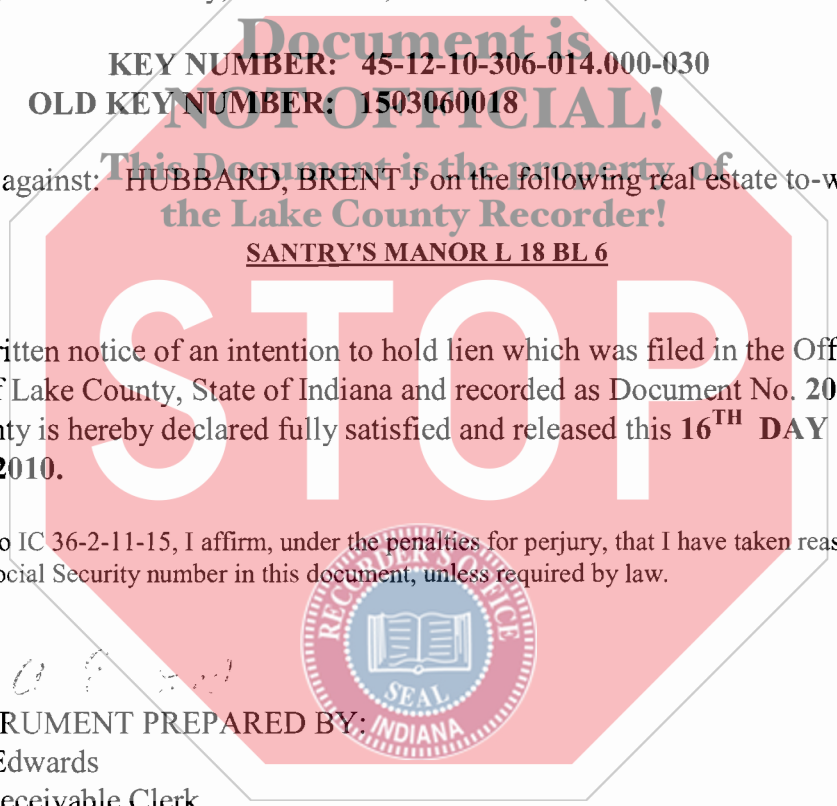 Document is
KEY NUMBER: 45-12-10-306-014.000-030
NOT OFFICIAL!
OLD KEY NUMBER: 1503060018
This Document is the property of
against: HUBBARD, BRENT J on the following real estate to-w
the Lake County Recorder!
SANTRY'S MANOR L 18 BL 6
STOP
ritten notice of an intention to hold lien which was filed in the Off
f Lake County, State of Indiana and recorded as Document No. 20
nty is hereby declared fully satisfied and released this 16TH DAY
2010.
o IC 36-2-11-15, I affirm, under the penalties for perjury, that I have taken reas
ocial Security number in this document, unless required by law.
RECORDER'S OFFICE
SEAL
INDIANA
RUMENT PREPARED BY:
Edwards
eceivable Clerk